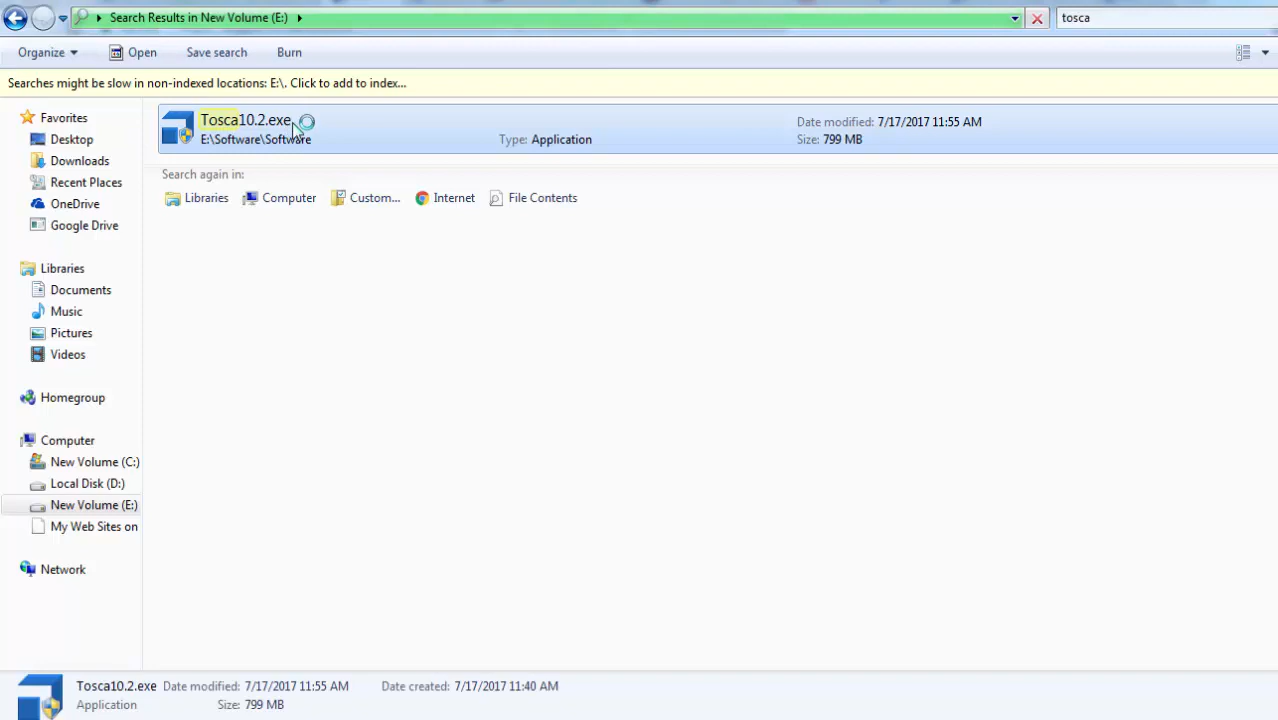 Search Results in New Volume (E:)
tosca
Organize
Open
Save search
Burn
Searches might be slow in non-indexed locations: E:\. Click to add to index...
Favorites
Desktop
Downloads
Recent Places
OneDrive
Google Drive
Libraries
Documents
Music
Pictures
Videos
Homegroup
Computer
New Volume (C:)
Local Disk (D:)
New Volume (E:)
My Web Sites on
Network
Tosca10.2.exe
E:\Software\Software
Type: Application
Date modified: 7/17/2017 11:55 AM
Size: 799 MB
Search again in:
Libraries
Computer
Custom...
Internet
File Contents
Tosca10.2.exe Date modified: 7/17/2017 11:55 AM Date created: 7/17/2017 11:40 AM
Application Size: 799 MB